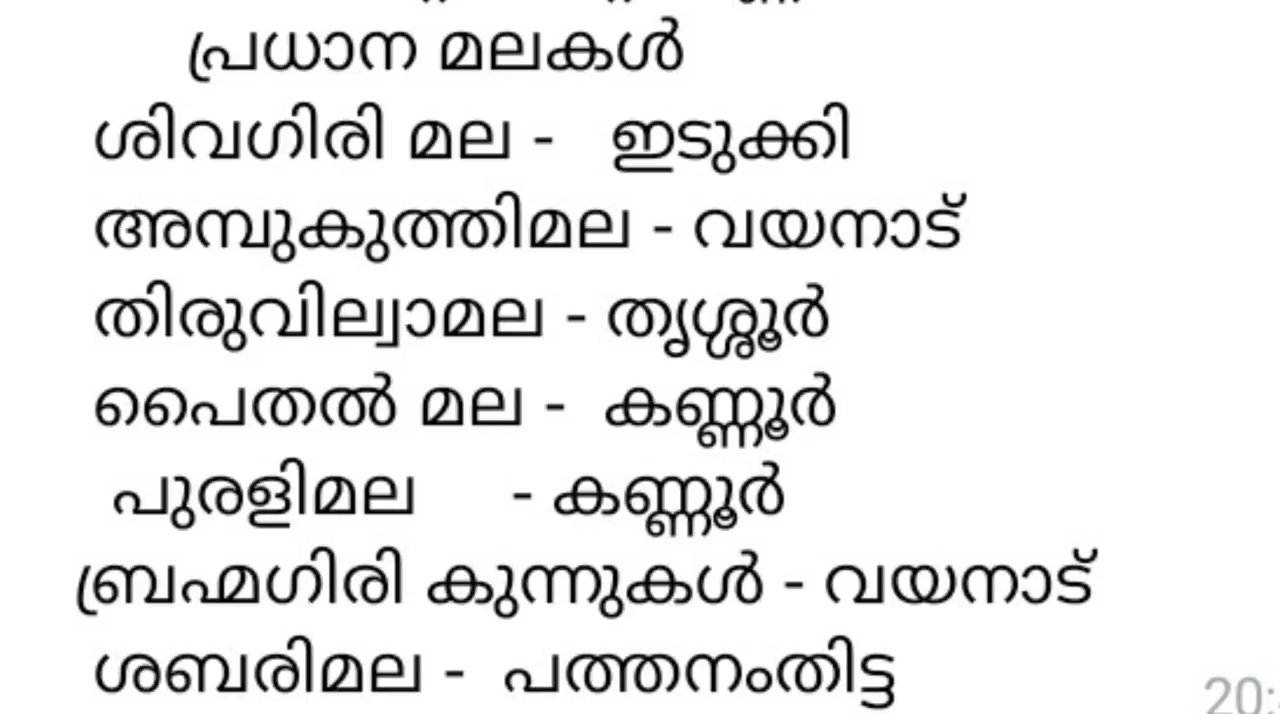 പ്രധാന മലകൾ
ശിവഗിരി മല - ഇടുക്കി
അമ്പുകുത്തിമല - വയനാട്
തിരുവില്വാമല - തൃശ്ശൂർ
പൈതൽ മല - കണ്ണൂർ
പുരളിമല - കണ്ണൂർ
ബ്രഹ്മഗിരി കുന്നുകൾ - വയനാട്
ശബരിമല - പത്തനംതിട്ട
20: